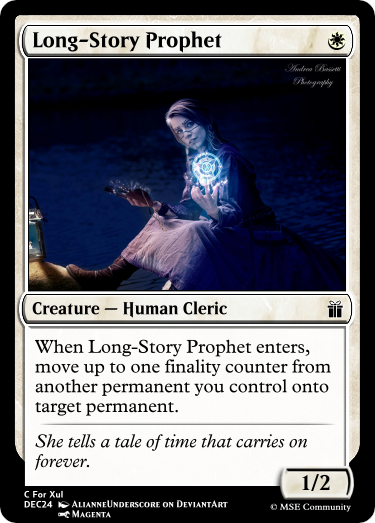 Long-Story Prophet
Andrea Bassetti
Photography
Creature — Human Cleric
When Long-Story Prophet enters,
move up to one finality counter from
another permanent you control onto
target permanent.
She tells a tale of time that carries on
forever.
1/2
C For Xul
DEC24 AlianneUnderscore on DeviantArt
Magenta
© MSE Community